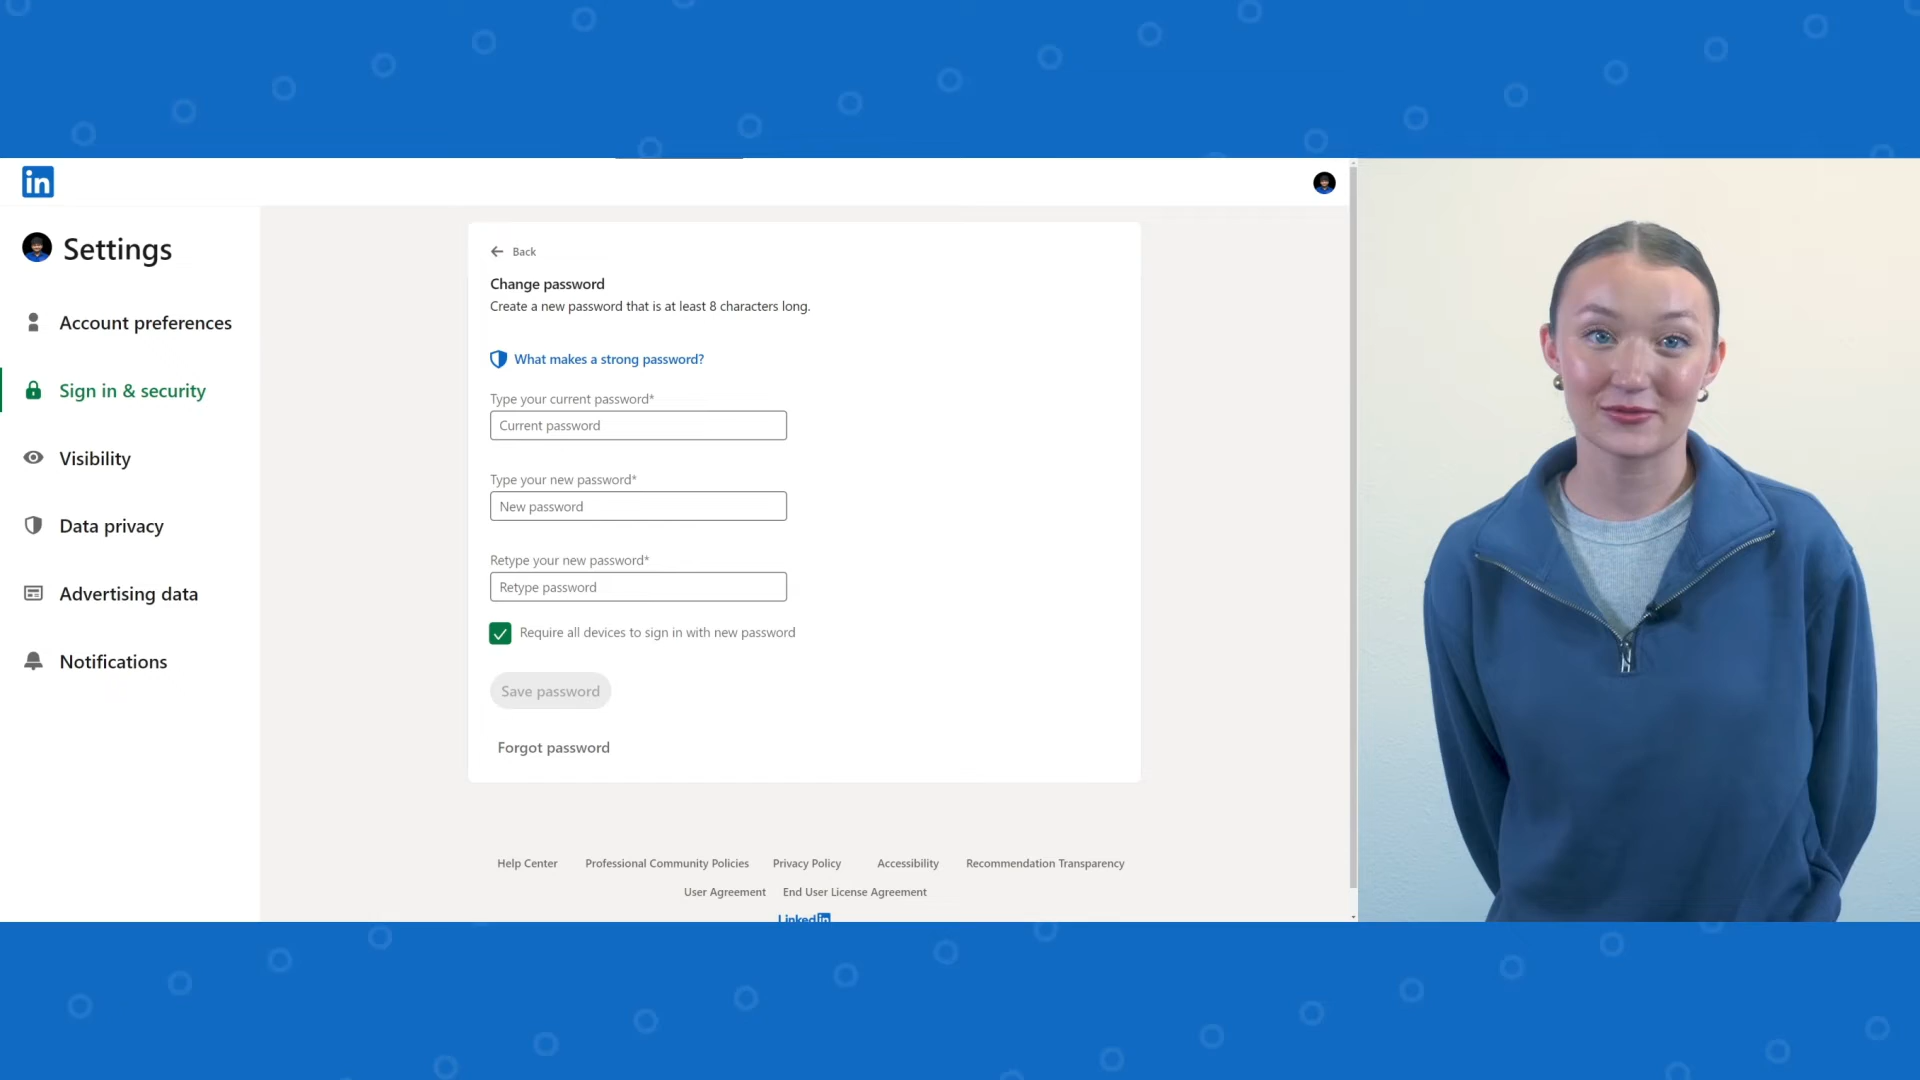 in
Settings
Account preferences
Sign in & security
Visibility
Data privacy
Advertising data
Notifications
Back
Change password
Create a new password that is at least 8 characters long.
What makes a strong password?
Type your current password*
Current password
Type your new password*
New password
Retype your new password*
Retype password
Require all devices to sign in with new password
Save password
Forgot password
Help Center Professional Community Policies Privacy Policy Accessibility Recommendation Transparency
User Agreement End User License Agreement
LinkedIn